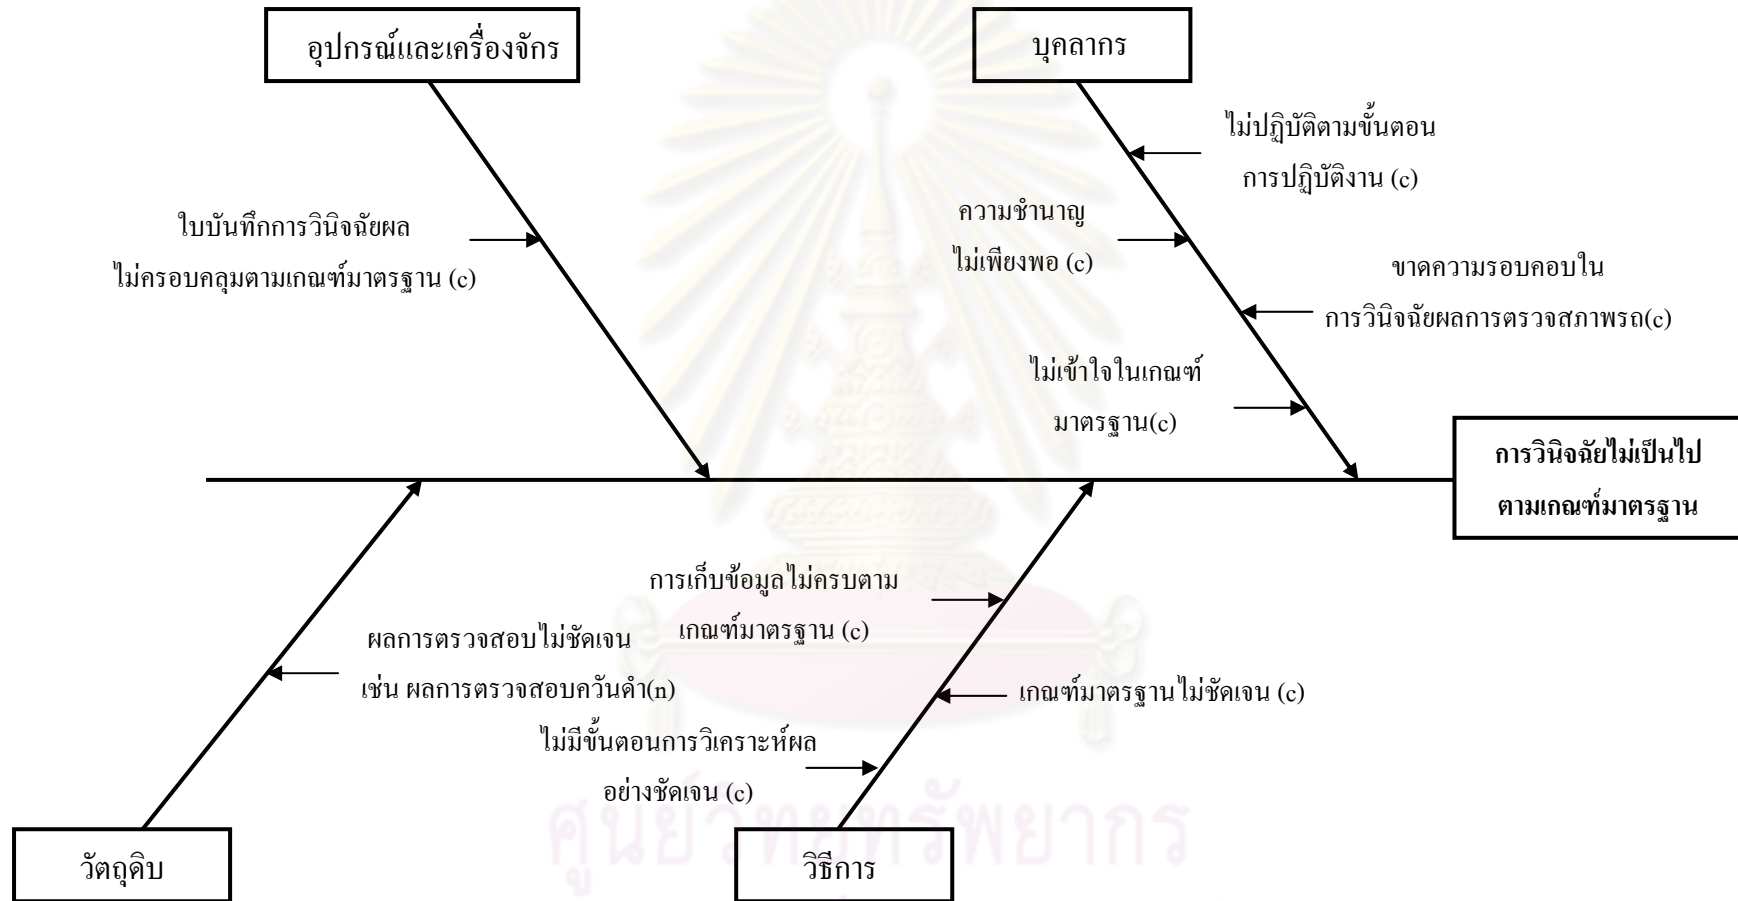 อุปกรณ์และเครื่องจักร
บุคลากร
ไม่ปฏิบัติตามขั้นตอน
การปฏิบัติงาน (c)
ความชำนาญ
ไม่เพียงพอ (c)
ใบบันทึกการวินิจฉัยผล
ไม่ครอบคลุมตามเกณฑ์มาตรฐาน (c)
ขาดความรอบคอบใน
การวินิจฉัยผลการตรวจสภาพรถ(c)
ไม่เข้าใจในเกณฑ์
มาตรฐาน(c)
การวินิจฉัยไม่เป็นไป
ตามเกณฑ์มาตรฐาน
การเก็บข้อมูลไม่ครบตาม
เกณฑ์มาตรฐาน (c)
ผลการตรวจสอบไม่ชัดเจน
เช่น ผลการตรวจสอบควันดำ(n)
เกณฑ์มาตรฐานไม่ชัดเจน (c)
ไม่มีขั้นตอนการวิเคราะห์ผล
อย่างชัดเจน (c)
ศูนย์วิทยทรัพยากร
วัตถุดิบ
วิธีการ